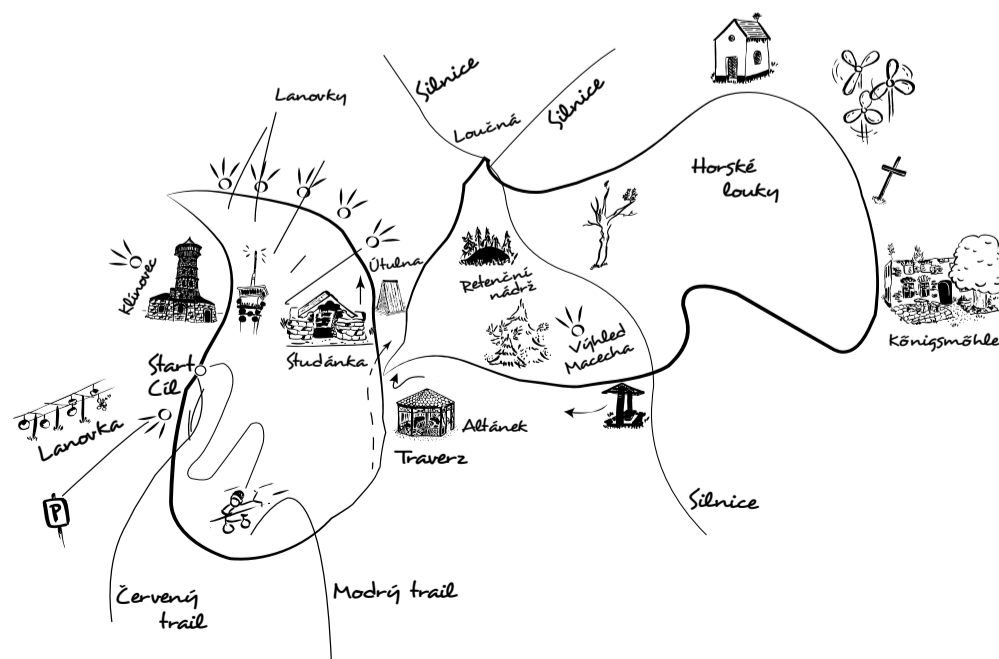 Silnice
Silnice
Lanovky
Loučná
Horské
louky
Klínovec
Útulna
Retenční
nádrž
Výhled
Macecha
Königsmöhle
Studánka
Start
Cíl
Lanovka
Altánek
Traverz
P
Silnice
Červený
trail
Modrý trail